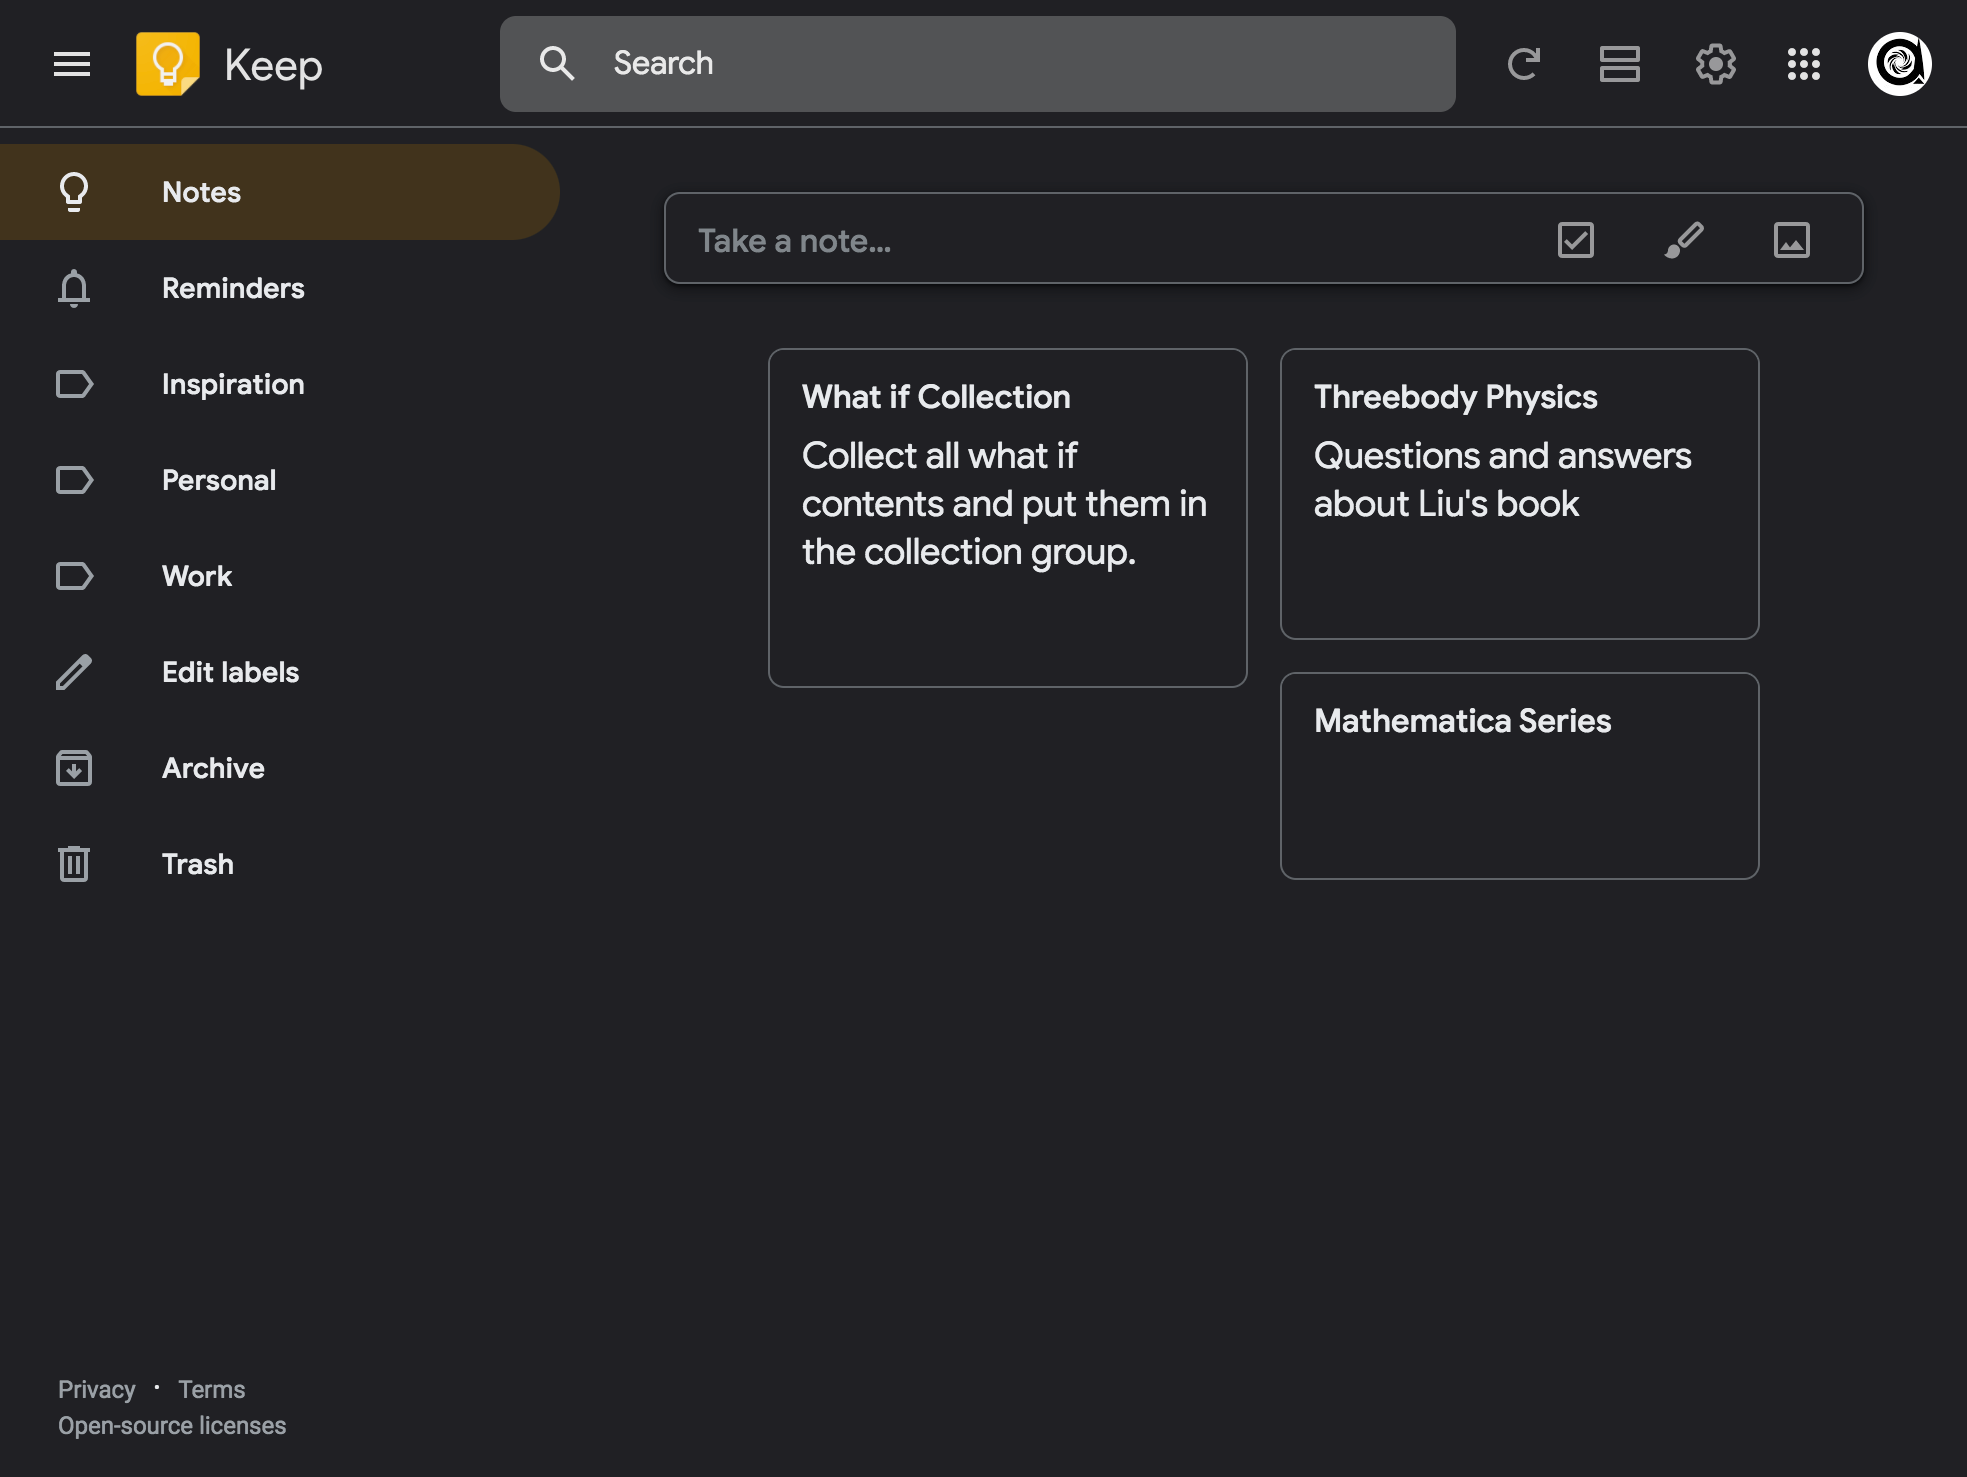 Keep
Search
Notes
Reminders
Inspiration
Personal
Work
Edit labels
Archive
Trash
Take a note...
What if Collection
Collect all what if
contents and put them in
the collection group.
Threebody Physics
Questions and answers
about Liu's book
Mathematica Series
Privacy · Terms
Open-source licenses